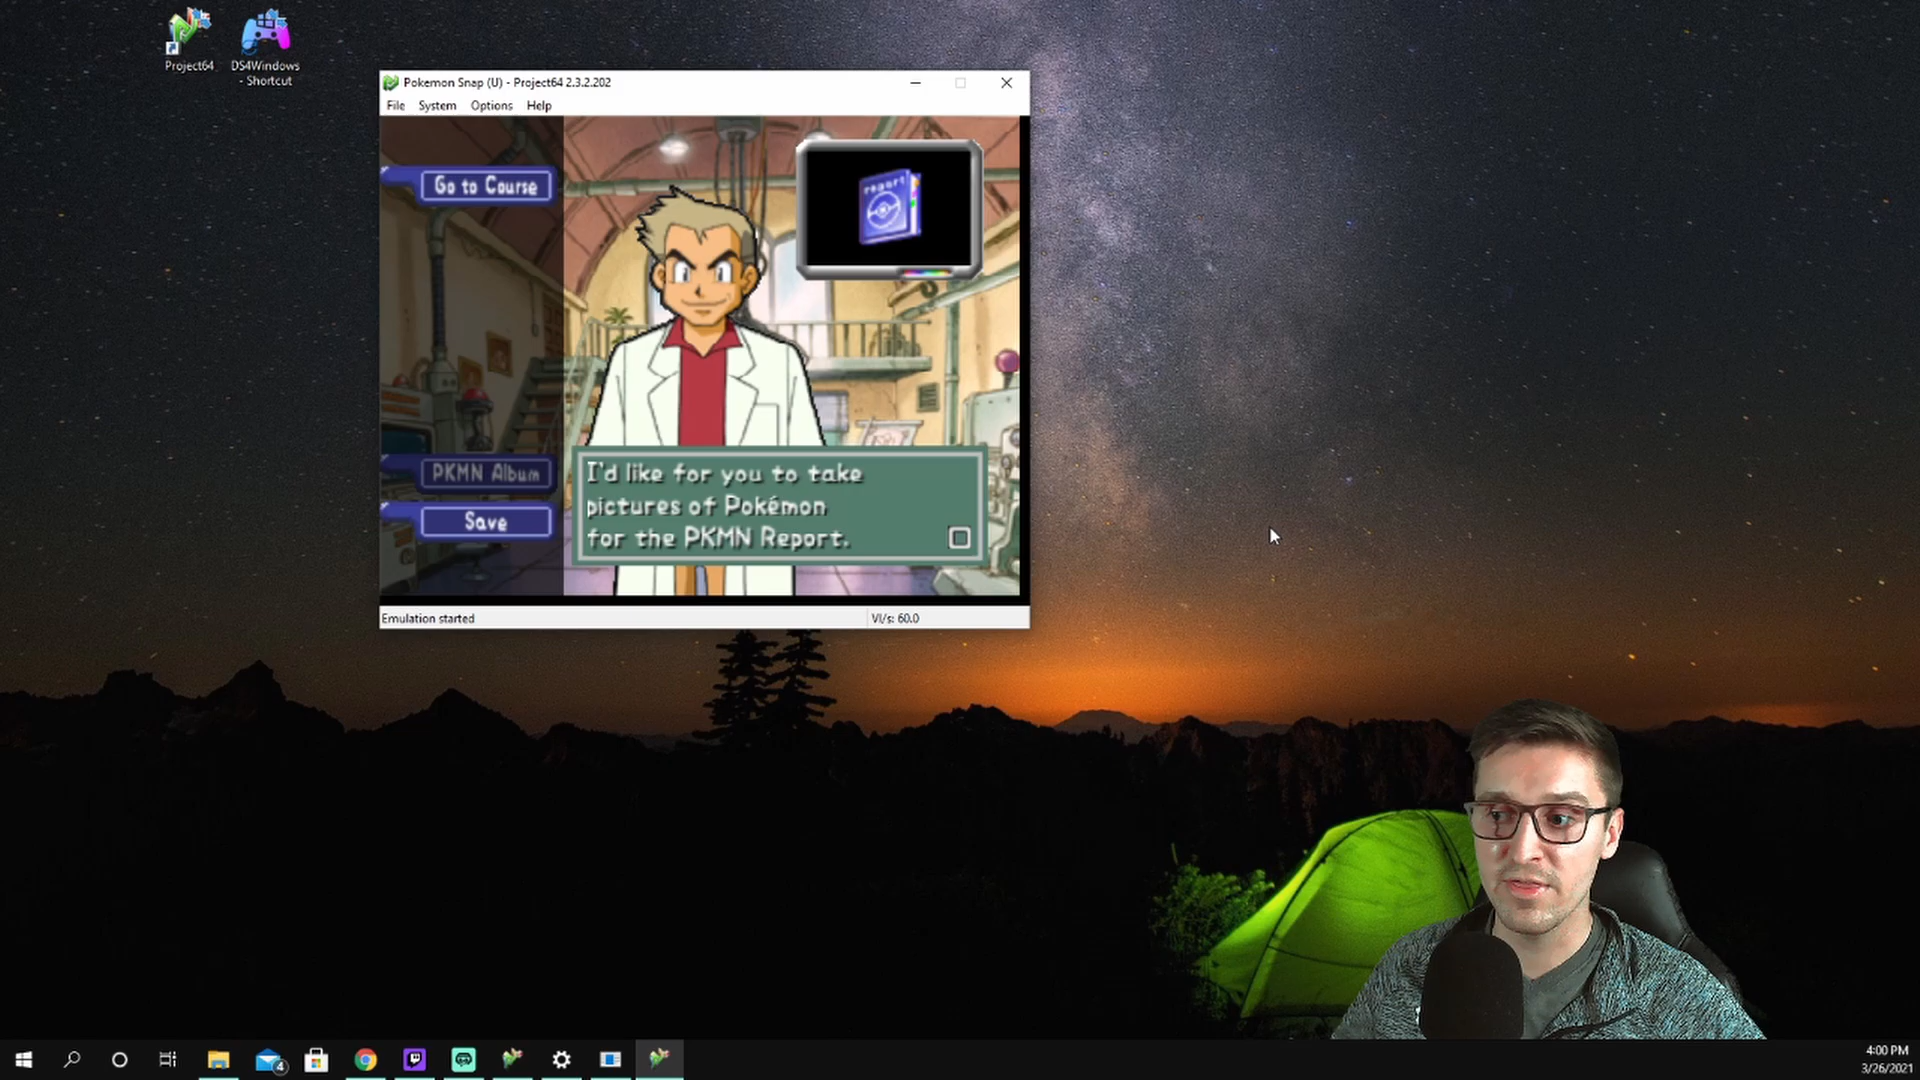 Project64
DS4Windows
- Shortcut
Pokemon Snap (U) - Project64 2.3.2.202
File System Options Help
Go to Course
report
PKMN Album
Save
I'd like for you to take
pictures of Pokémon
for the PKMN Report.
Emulation started
VI/s: 60.0
4
4:00 PM
3/26/2021